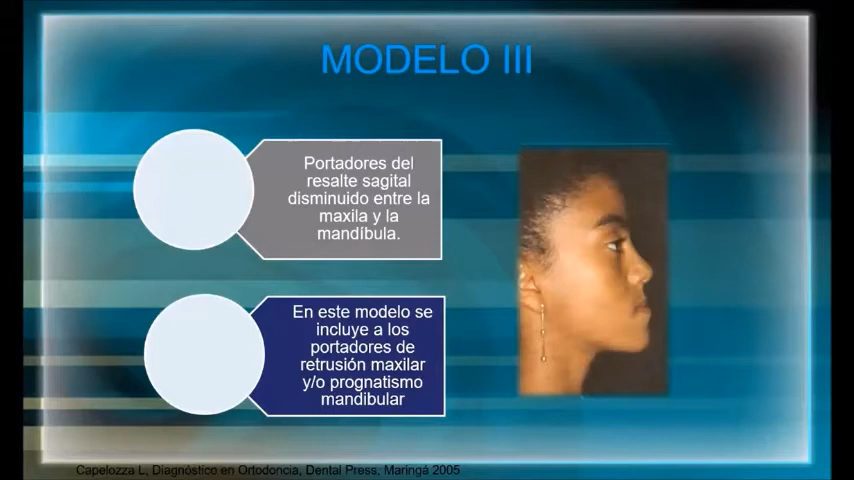 MODELO III
Portadores del
resalte sagital
disminuido entre la
maxila y la
mandíbula.
En este modelo se
incluye a los
portadores de
retrusión maxilar
y/o prognatismo
mandibular
Capelozza L, Diagnóstico en Ortodoncia, Dental Press, Maringá 2005